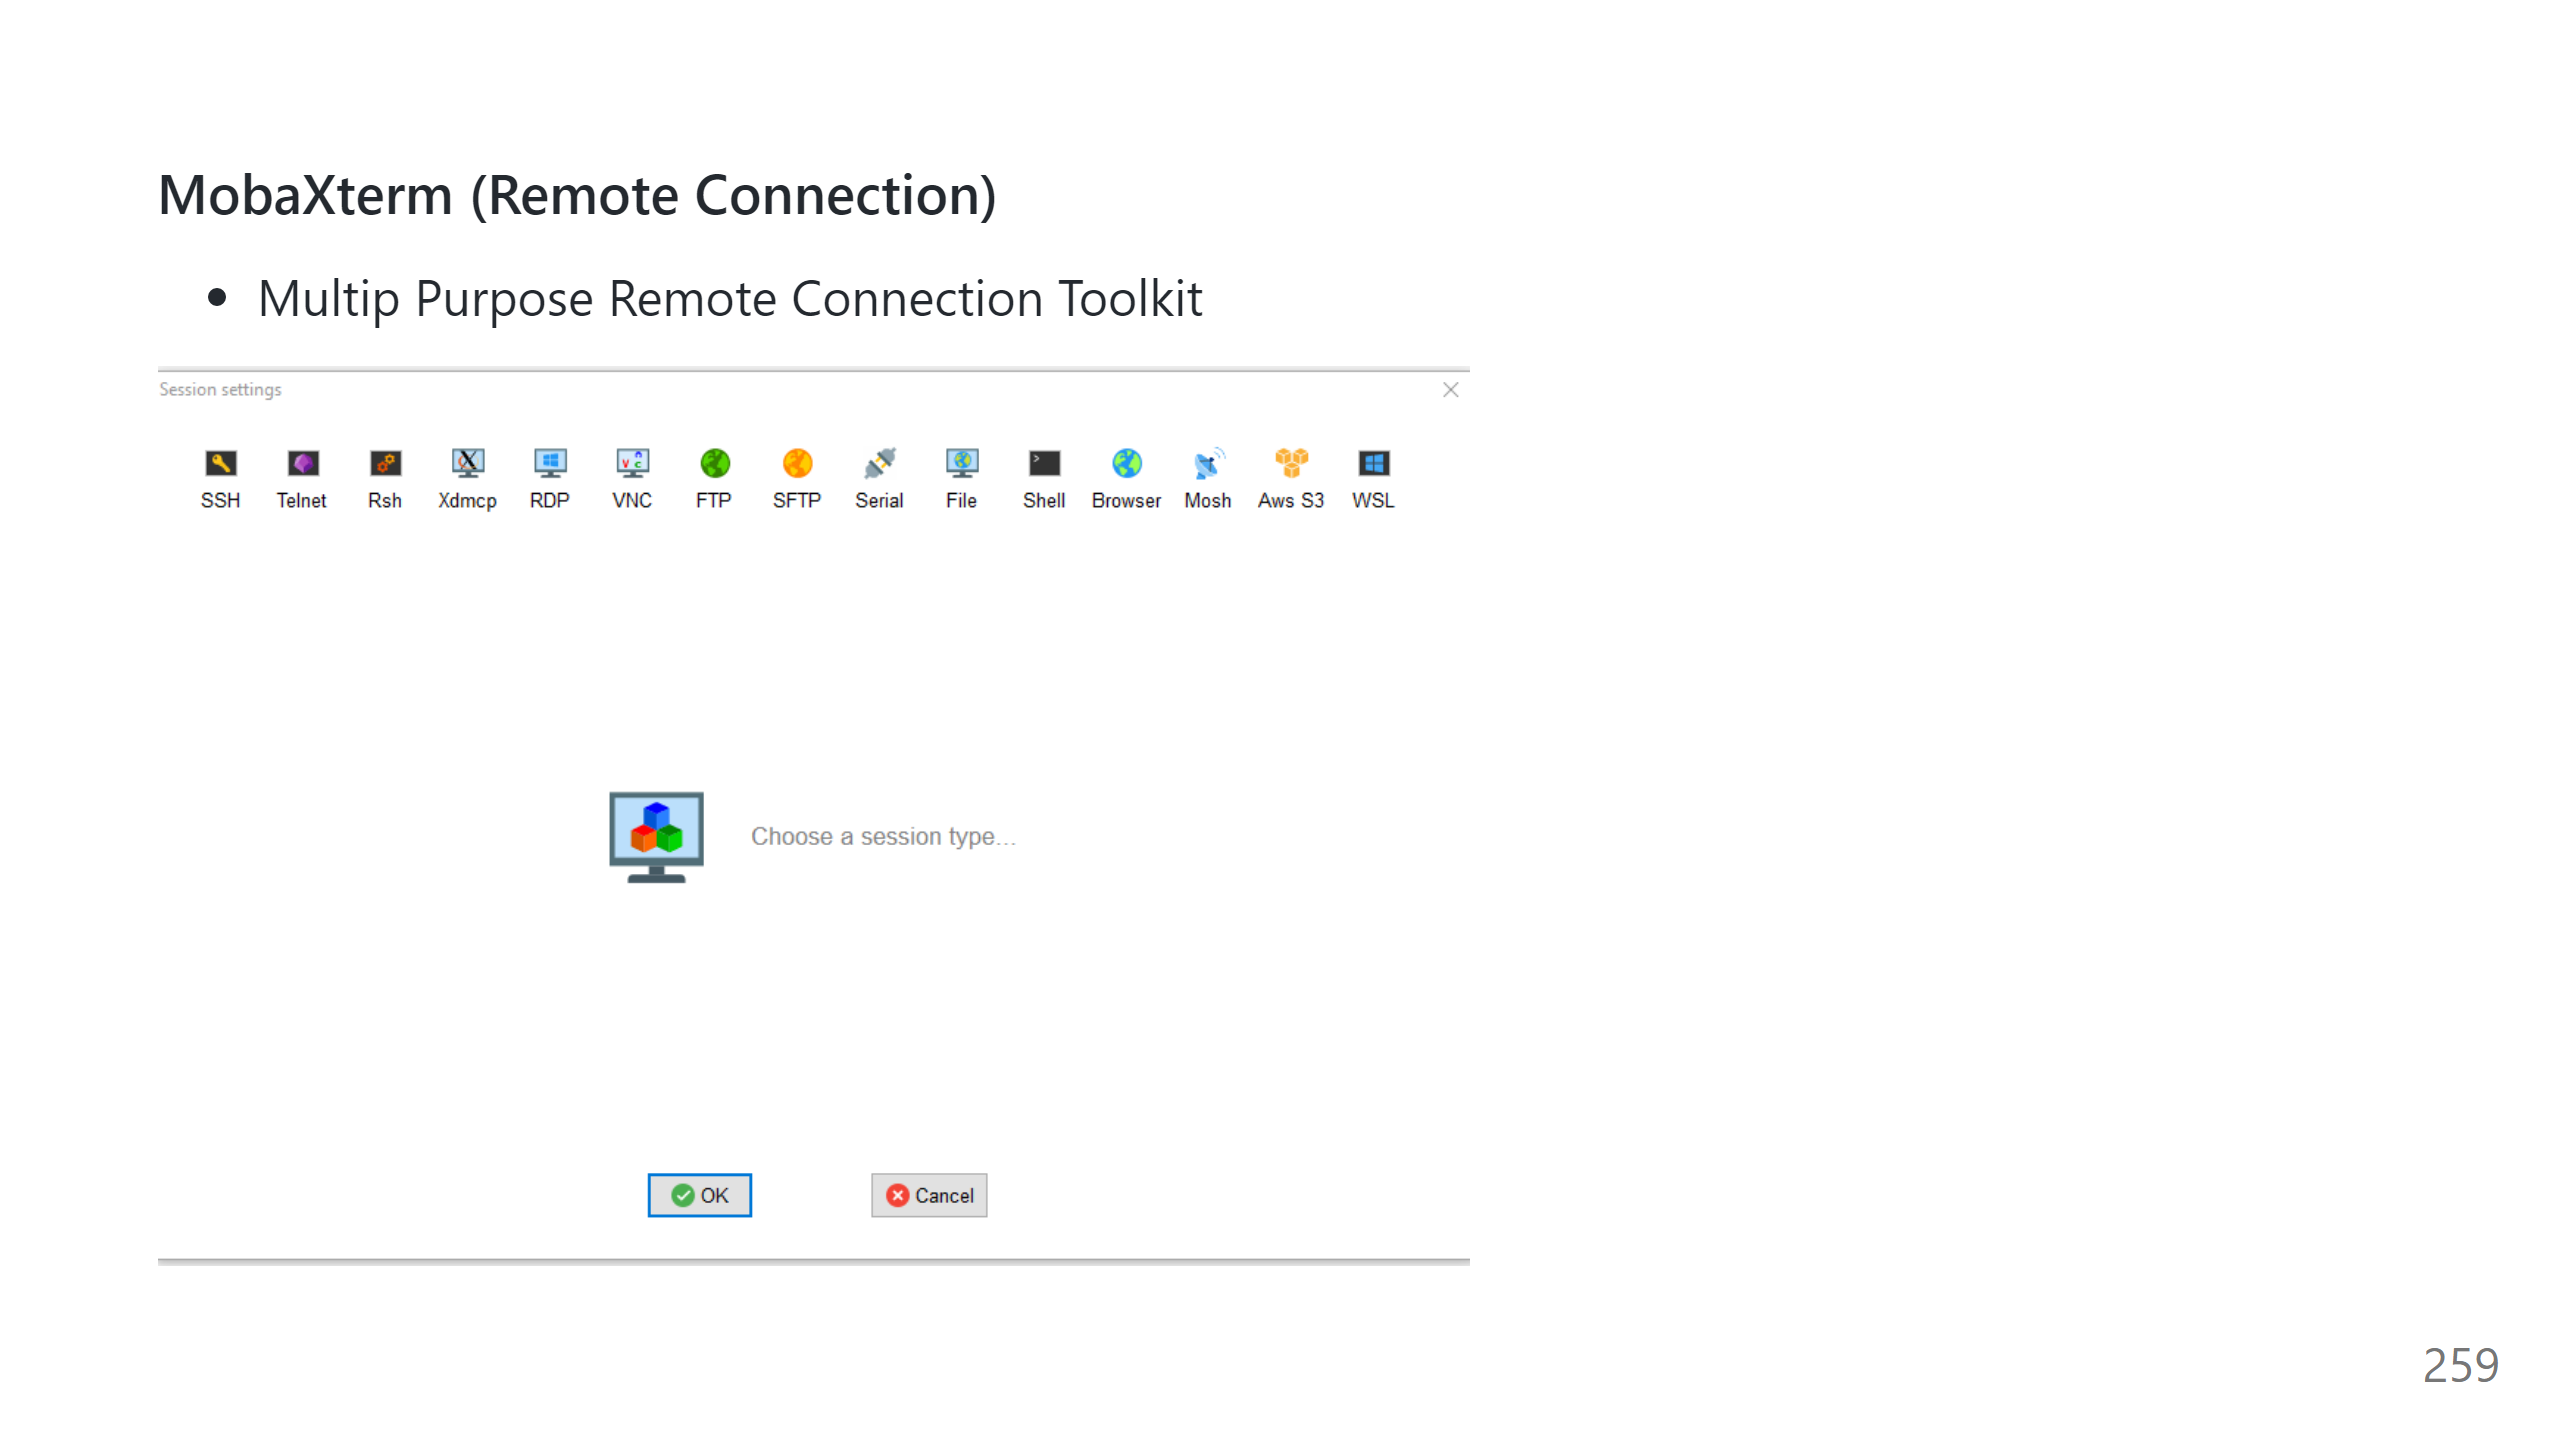 MobaXterm (Remote Connection)
• Multip Purpose Remote Connection Toolkit
Session settings
SSH Telnet Rsh Xdmcp RDP VNC FTP SFTP Serial File Shell Browser Mosh Aws S3 WSL
Choose a session type...
OK Cancel
259